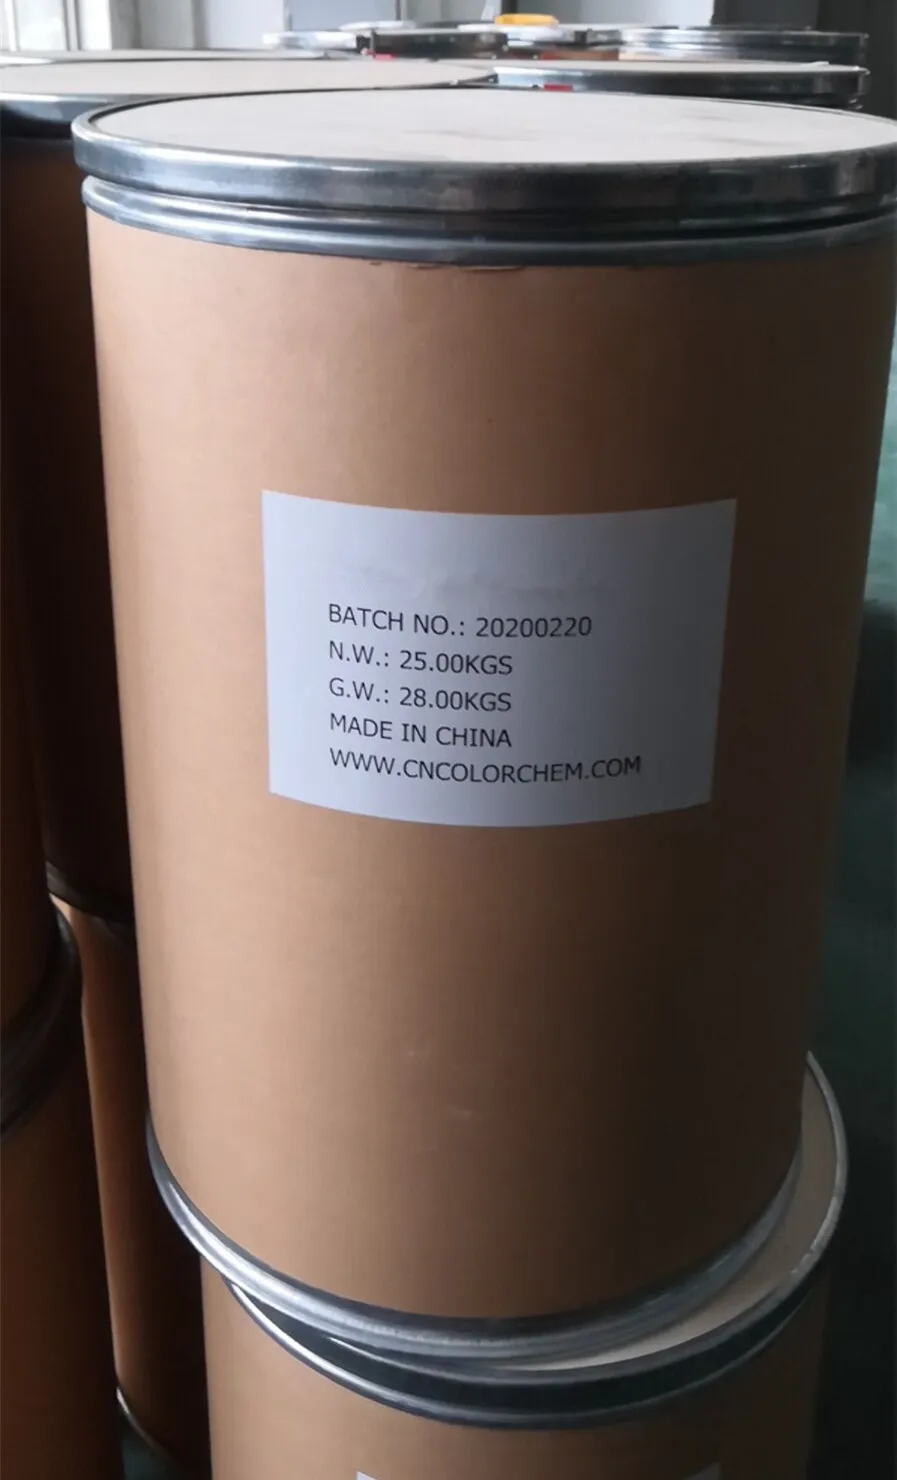 BATCH NO.: 20200220
N.W.: 25.00KGS
G.W.: 28.00KGS
MADE IN CHINA
WWW.CNCOLORCHEM.COM